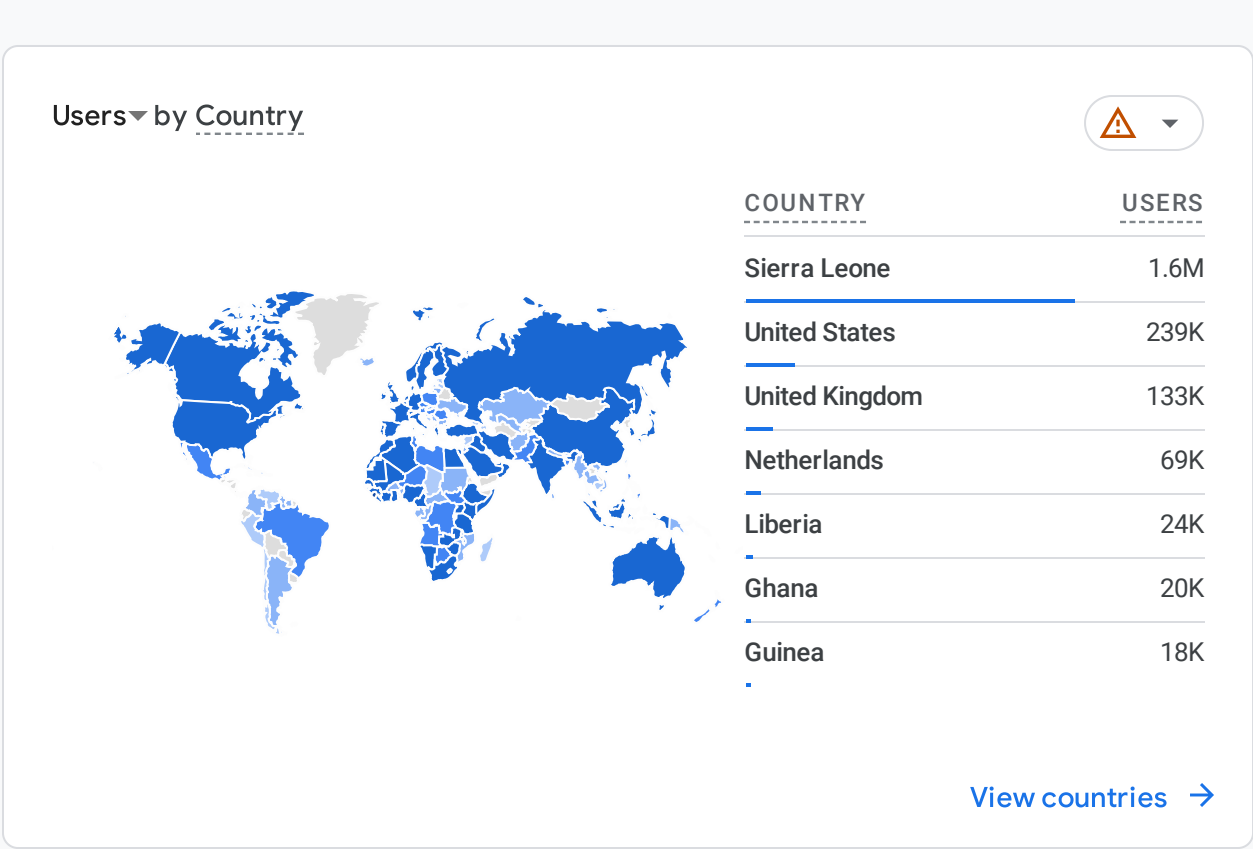 Users by Country
COUNTRY USERS
Sierra Leone 1.6M
United States 239K
United Kingdom 133K
Netherlands 69K
Liberia 24K
Ghana 20K
Guinea 18K
View countries